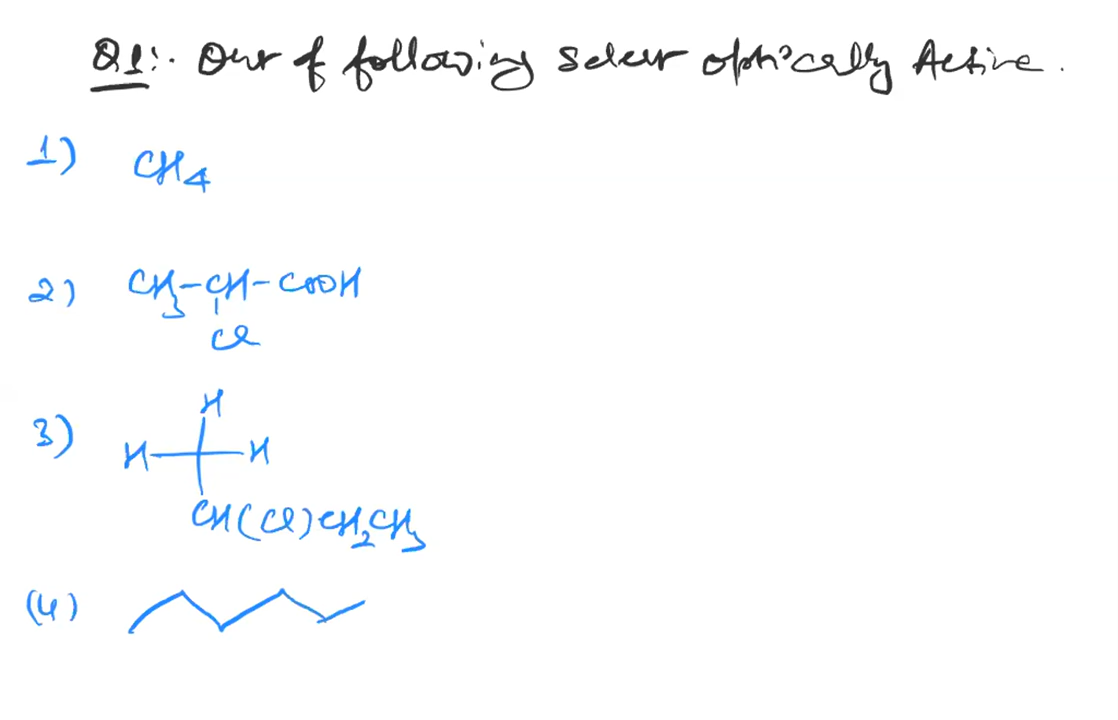 Q1:. Out of following Select optically Active.
1) CH4
2) CH3-CH-COOH
Cl
3) H
H H
CH(Cl)CH2CH3
(4)